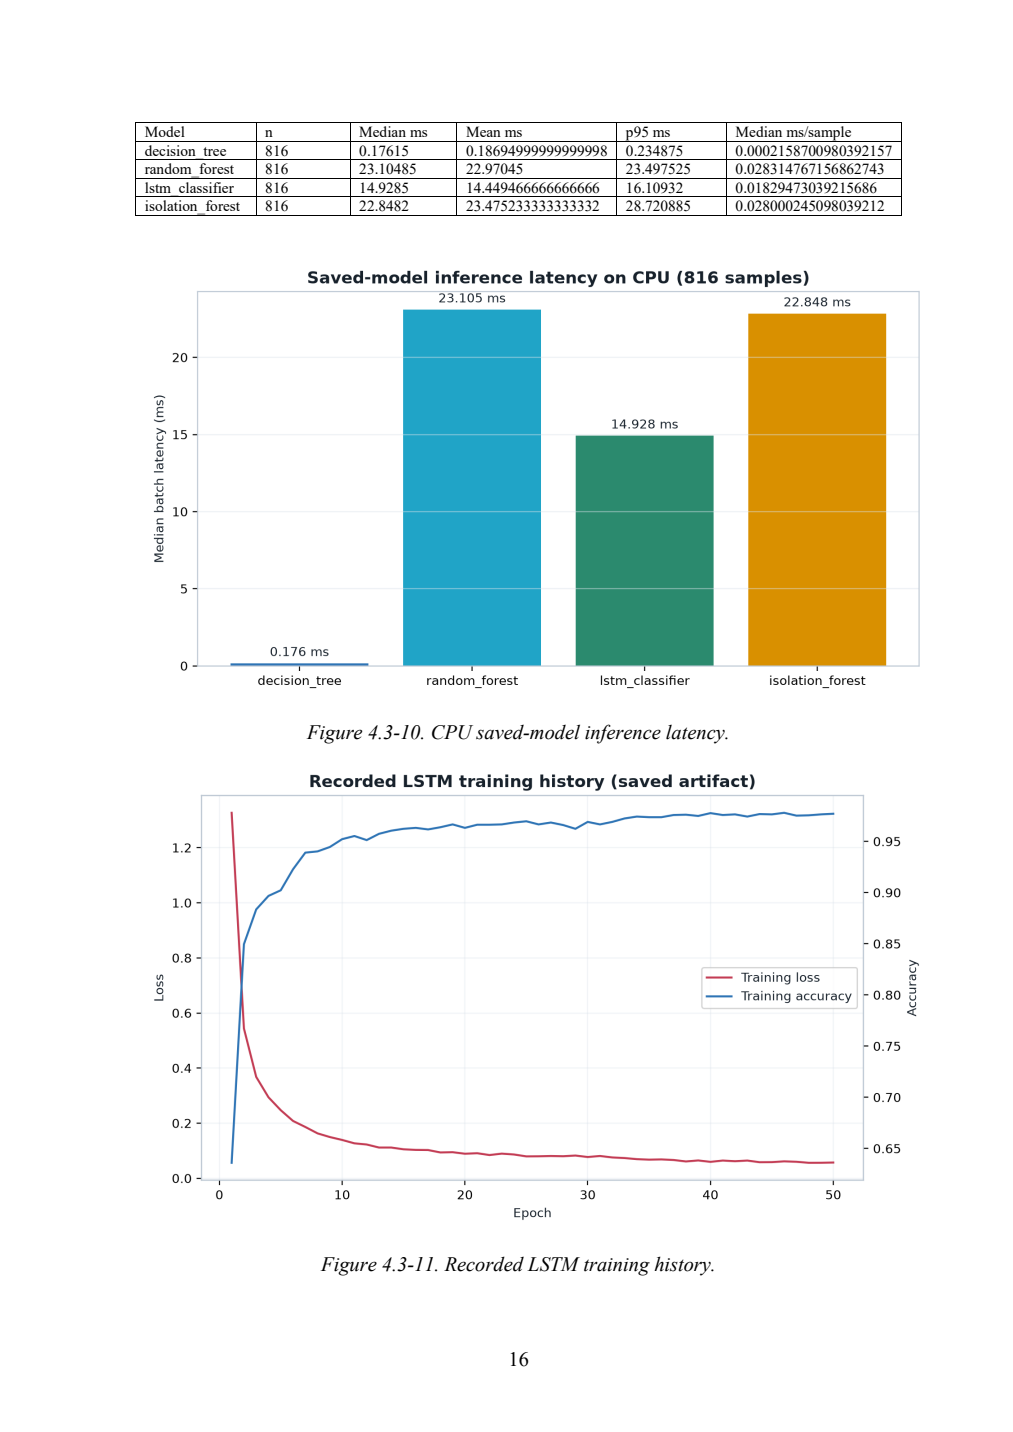 Model n Median ms Mean ms p95 ms Median ms/sample
decision_tree 816 0.17615 0.18694999999999998 0.234875 0.0002158700980392157
random_forest 816 23.10485 22.97045 23.497525 0.028314767156862743
lstm_classifier 816 14.9285 14.449466666666666 16.10932 0.01829473039215686
isolation_forest 816 22.8482 23.475233333333332 28.720885 0.028000245098039212
Saved-model inference latency on CPU (816 samples)
23.105 ms
22.848 ms
14.928 ms
0.176 ms
Median batch latency (ms)
20
15
10
5
0
decision_tree random_forest lstm_classifier isolation_forest
Figure 4.3-10. CPU saved-model inference latency.
Recorded LSTM training history (saved artifact)
Loss
1.2
1.0
0.8
0.6
0.4
0.2
0.0
Training loss
Training accuracy
0.95
0.90
0.85
0.80
0.75
0.70
0.65
Accuracy
0 10 20 30 40 50
Epoch
Figure 4.3-11. Recorded LSTM training history.
16